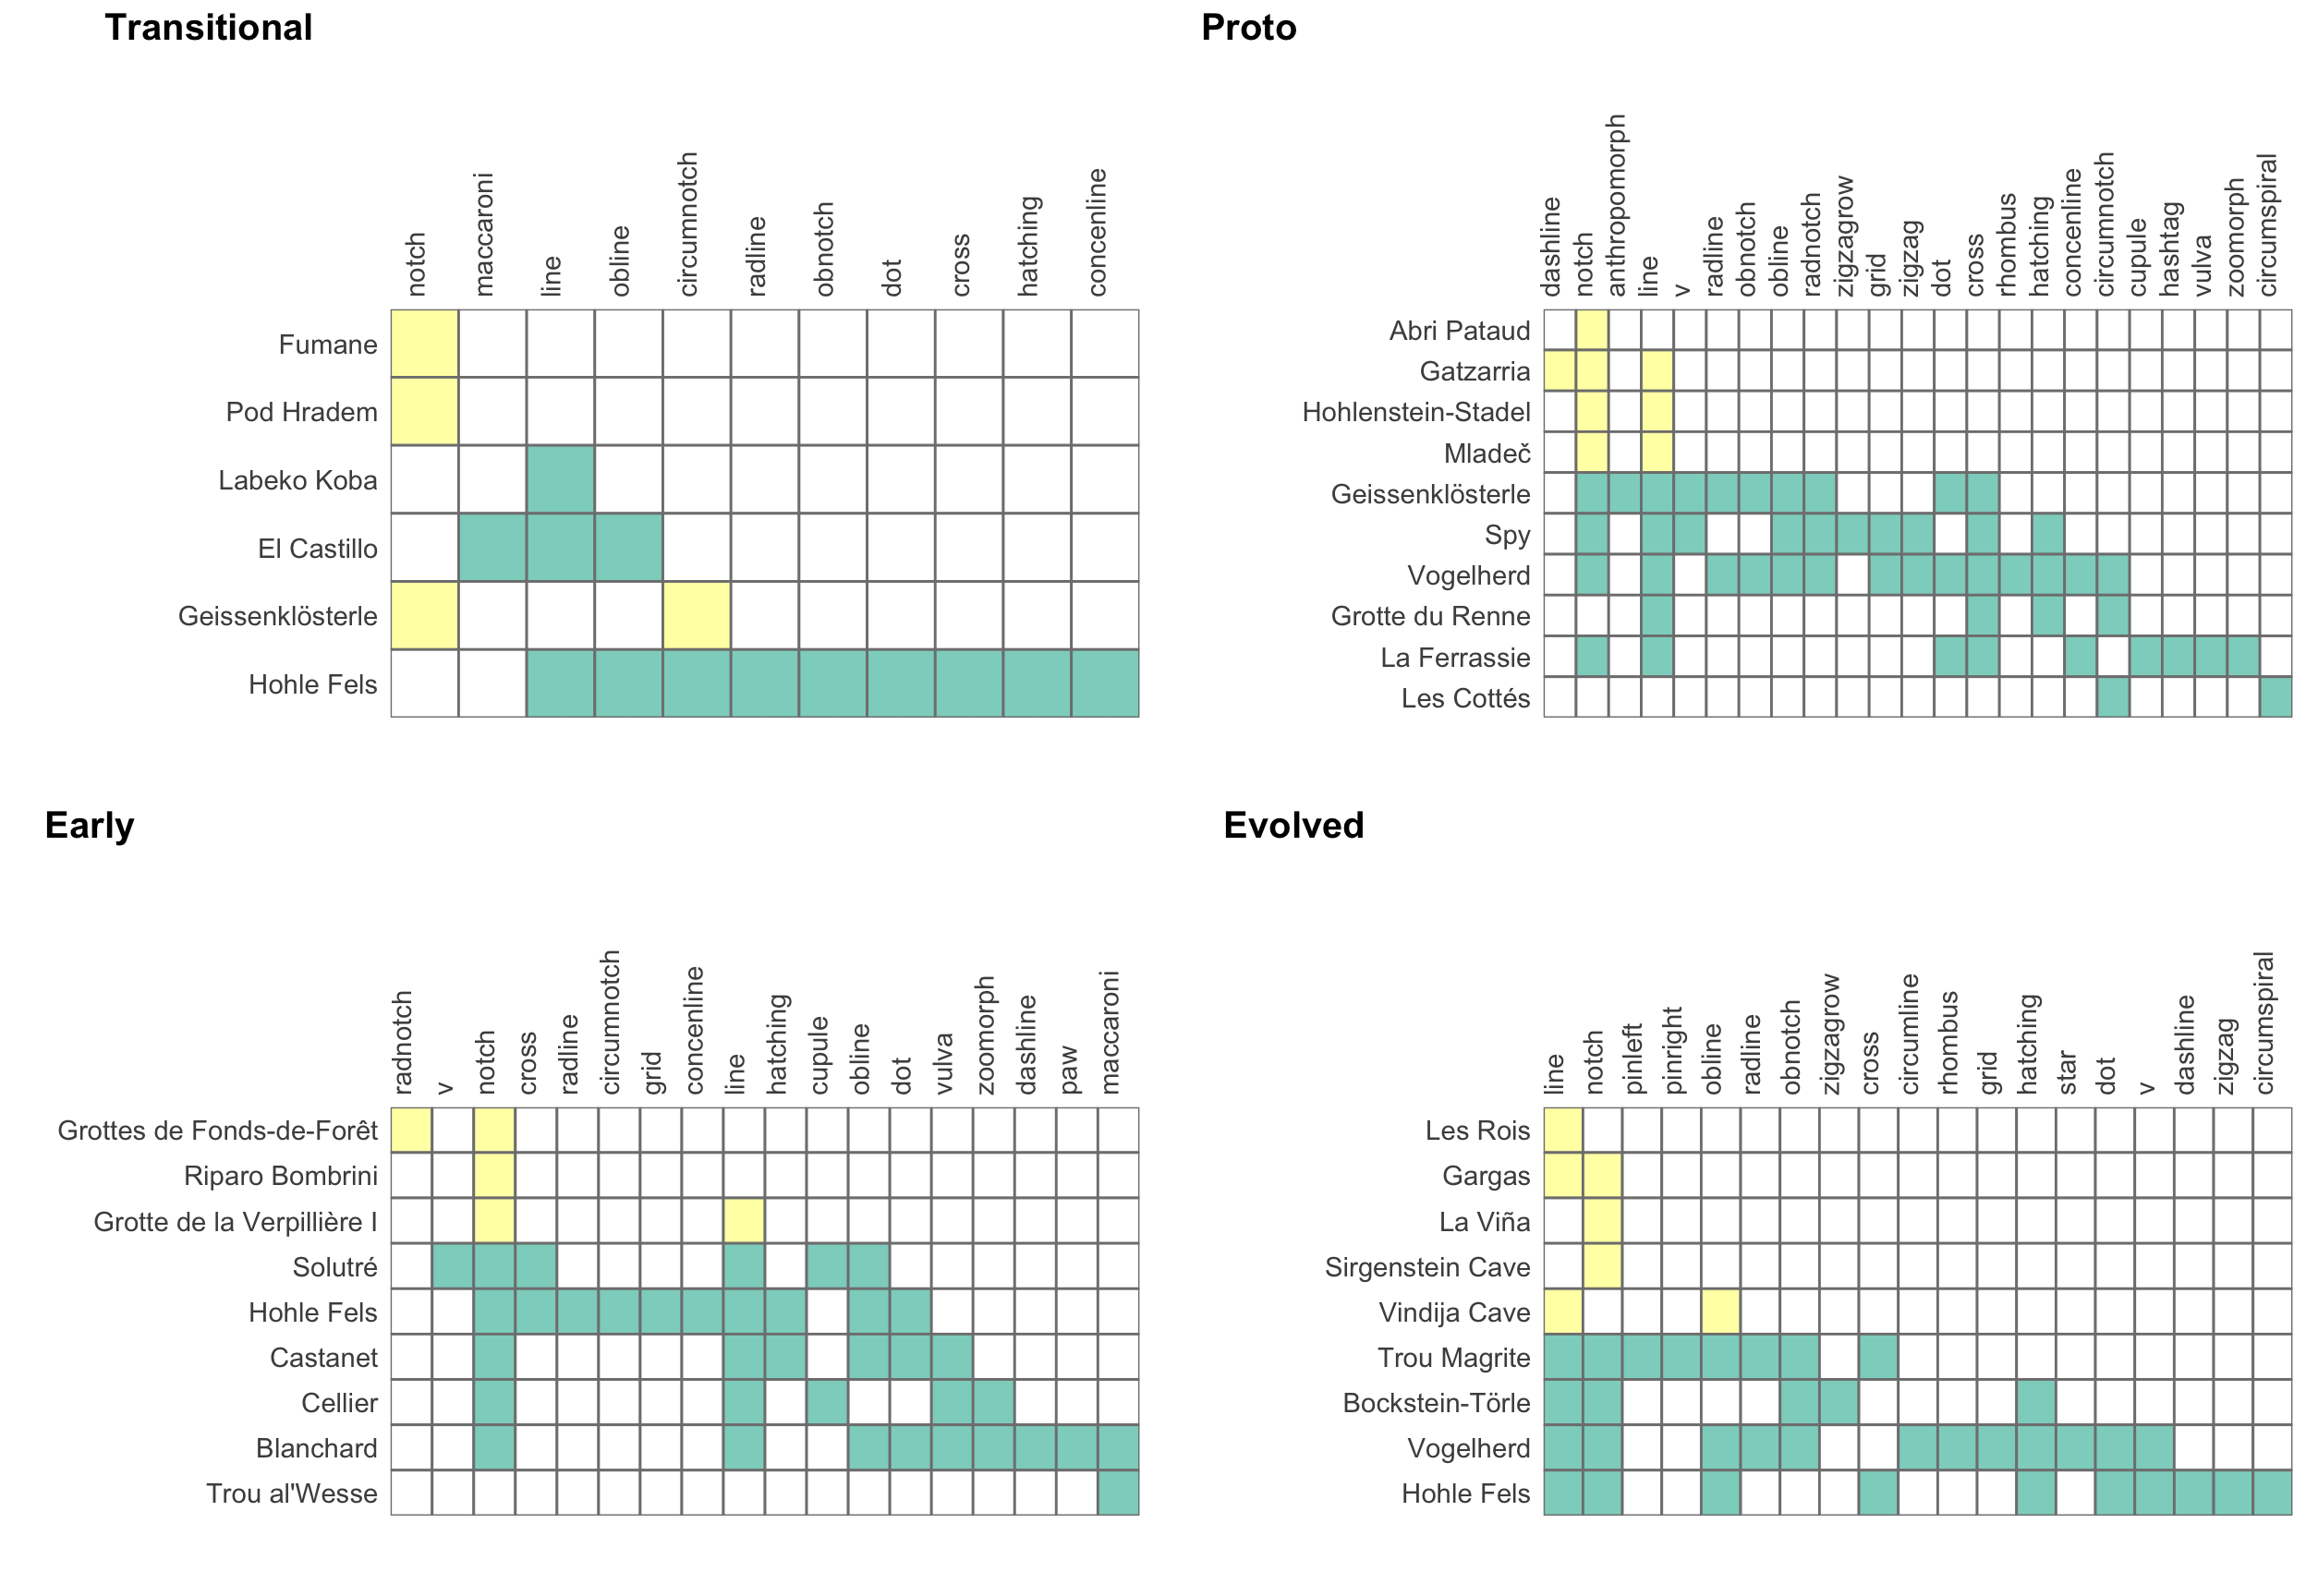 Transitional
notch
maccaroni
line
obline
circumnotch
radline
obnotch
dot
cross
hatching
concenline
Fumane
Pod Hradem
Labeko Koba
El Castillo
Geissenklösterle
Hohle Fels
Proto
dashline
notch
anthropomorph
line
v
radline
obnotch
obline
radnotch
zigzagrow
grid
zigzag
dot
cross
rhombus
hatching
concenline
circumnotch
cupule
hashtag
vulva
zoomorph
circumspiral
Abri Pataud
Gatzarria
Hohlenstein-Stadel
Mladeč
Geissenklösterle
Spy
Vogelherd
Grotte du Renne
La Ferrassie
Les Cottés
Early
radnotch
v
notch
cross
radline
circumnotch
grid
concenline
line
hatching
cupule
obline
dot
vulva
zoomorph
dashline
paw
maccaroni
Grottes de Fonds-de-Forêt
Riparo Bombrini
Grotte de la Verpillière I
Solutré
Hohle Fels
Castanet
Cellier
Blanchard
Trou al'Wesse
Evolved
line
notch
pinleft
pinright
obline
radline
obnotch
zigzagrow
cross
circumline
rhombus
grid
hatching
star
dot
v
dashline
zigzag
circumspiral
Les Rois
Gargas
La Viña
Sirgenstein Cave
Vindija Cave
Trou Magrite
Bockstein-Törle
Vogelherd
Hohle Fels